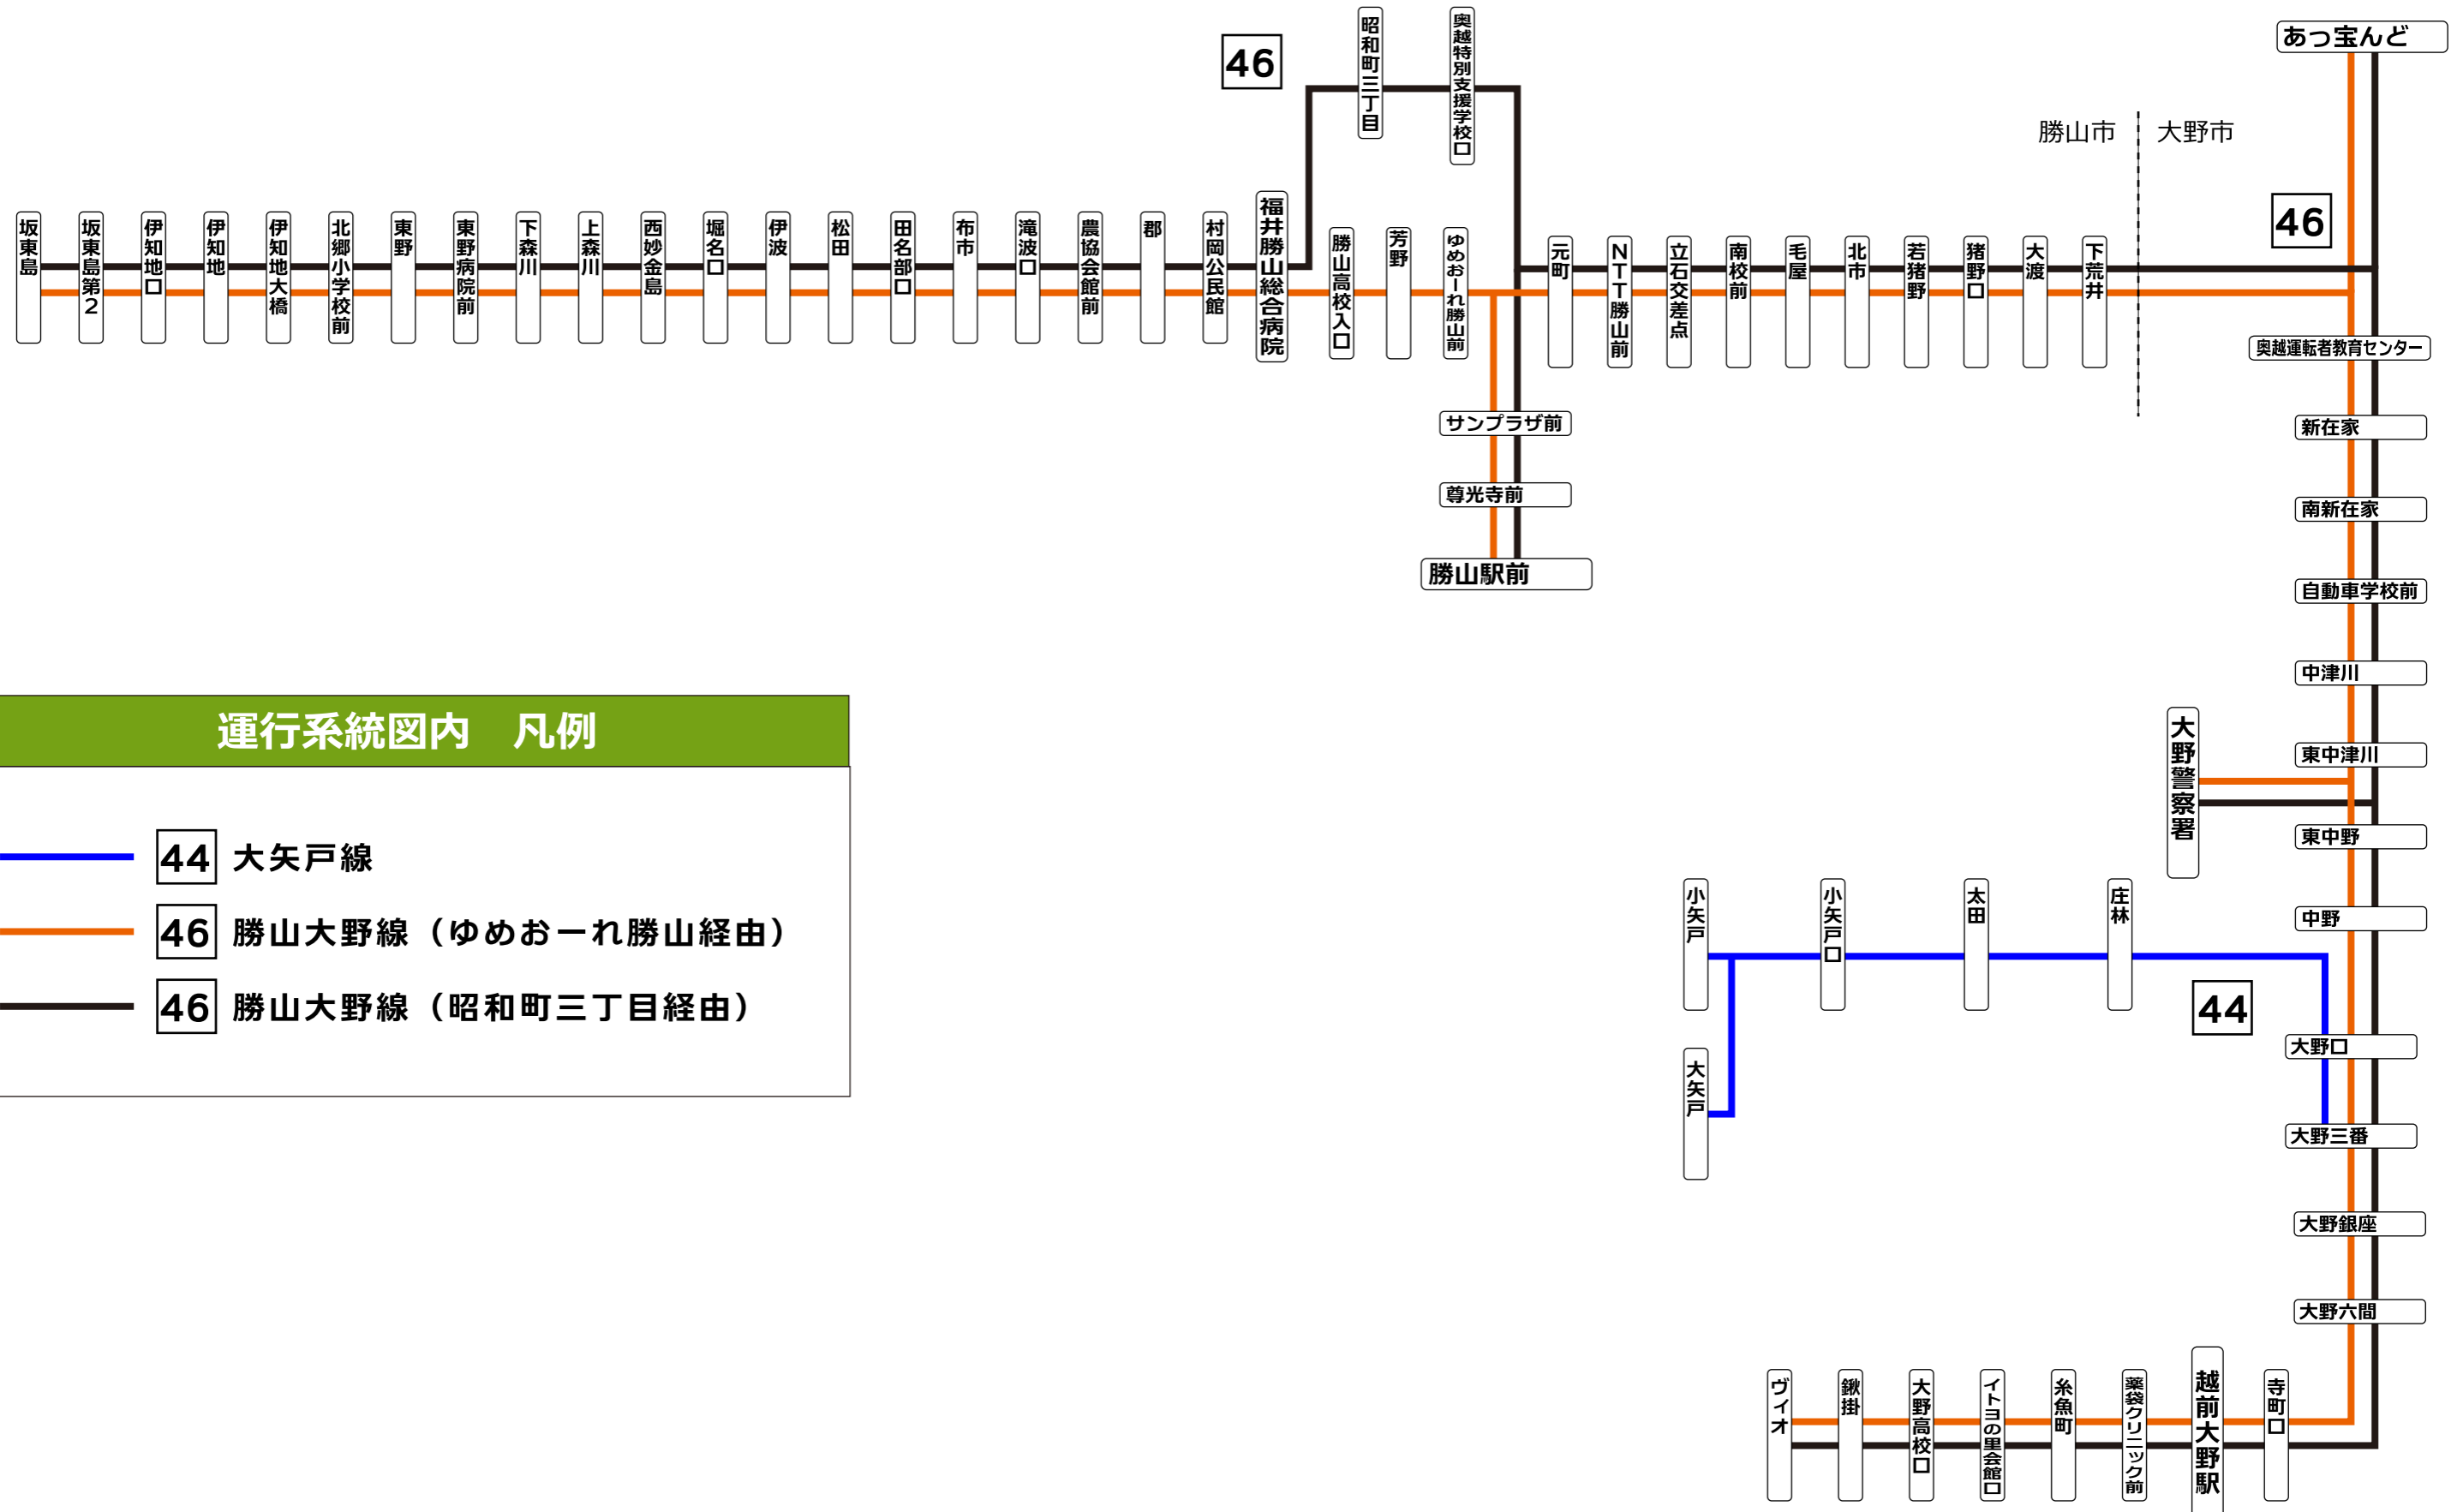 46
昭和町三丁目
奥越特別支援学校口
あっ宝んど
勝山市
大野市
46
坂東島
坂東島第２
伊知地口
伊知地
伊知地大橋
北郷小学校前
東野
東野病院前
下森川
上森川
西妙金島
堀名口
伊波
松田
田名部口
布市
滝波口
農協会館前
郡
村岡公民館
福井勝山総合病院
勝山高校入口
芳野
ゆめおーれ勝山前
元町
ＮＴＴ勝山前
立石交差点
南校前
毛屋
北市
若猪野
猪野口
大渡
下荒井
奥越運転者教育センター
サンプラザ前
新在家
尊光寺前
南新在家
勝山駅前
自動車学校前
中津川
東中津川
大野警察署
東中野
中野
運行系統図内　凡例
44 大矢戸線
46 勝山大野線（ゆめおーれ勝山経由）
46 勝山大野線（昭和町三丁目経由）
小矢戸
小矢戸口
太田
庄林
44
大野口
大矢戸
大野三番
大野銀座
大野六間
ヴィオ
鍬掛
大野高校口
イトヨの里会館口
糸魚町
薬袋クリニック前
越前大野駅
寺町口